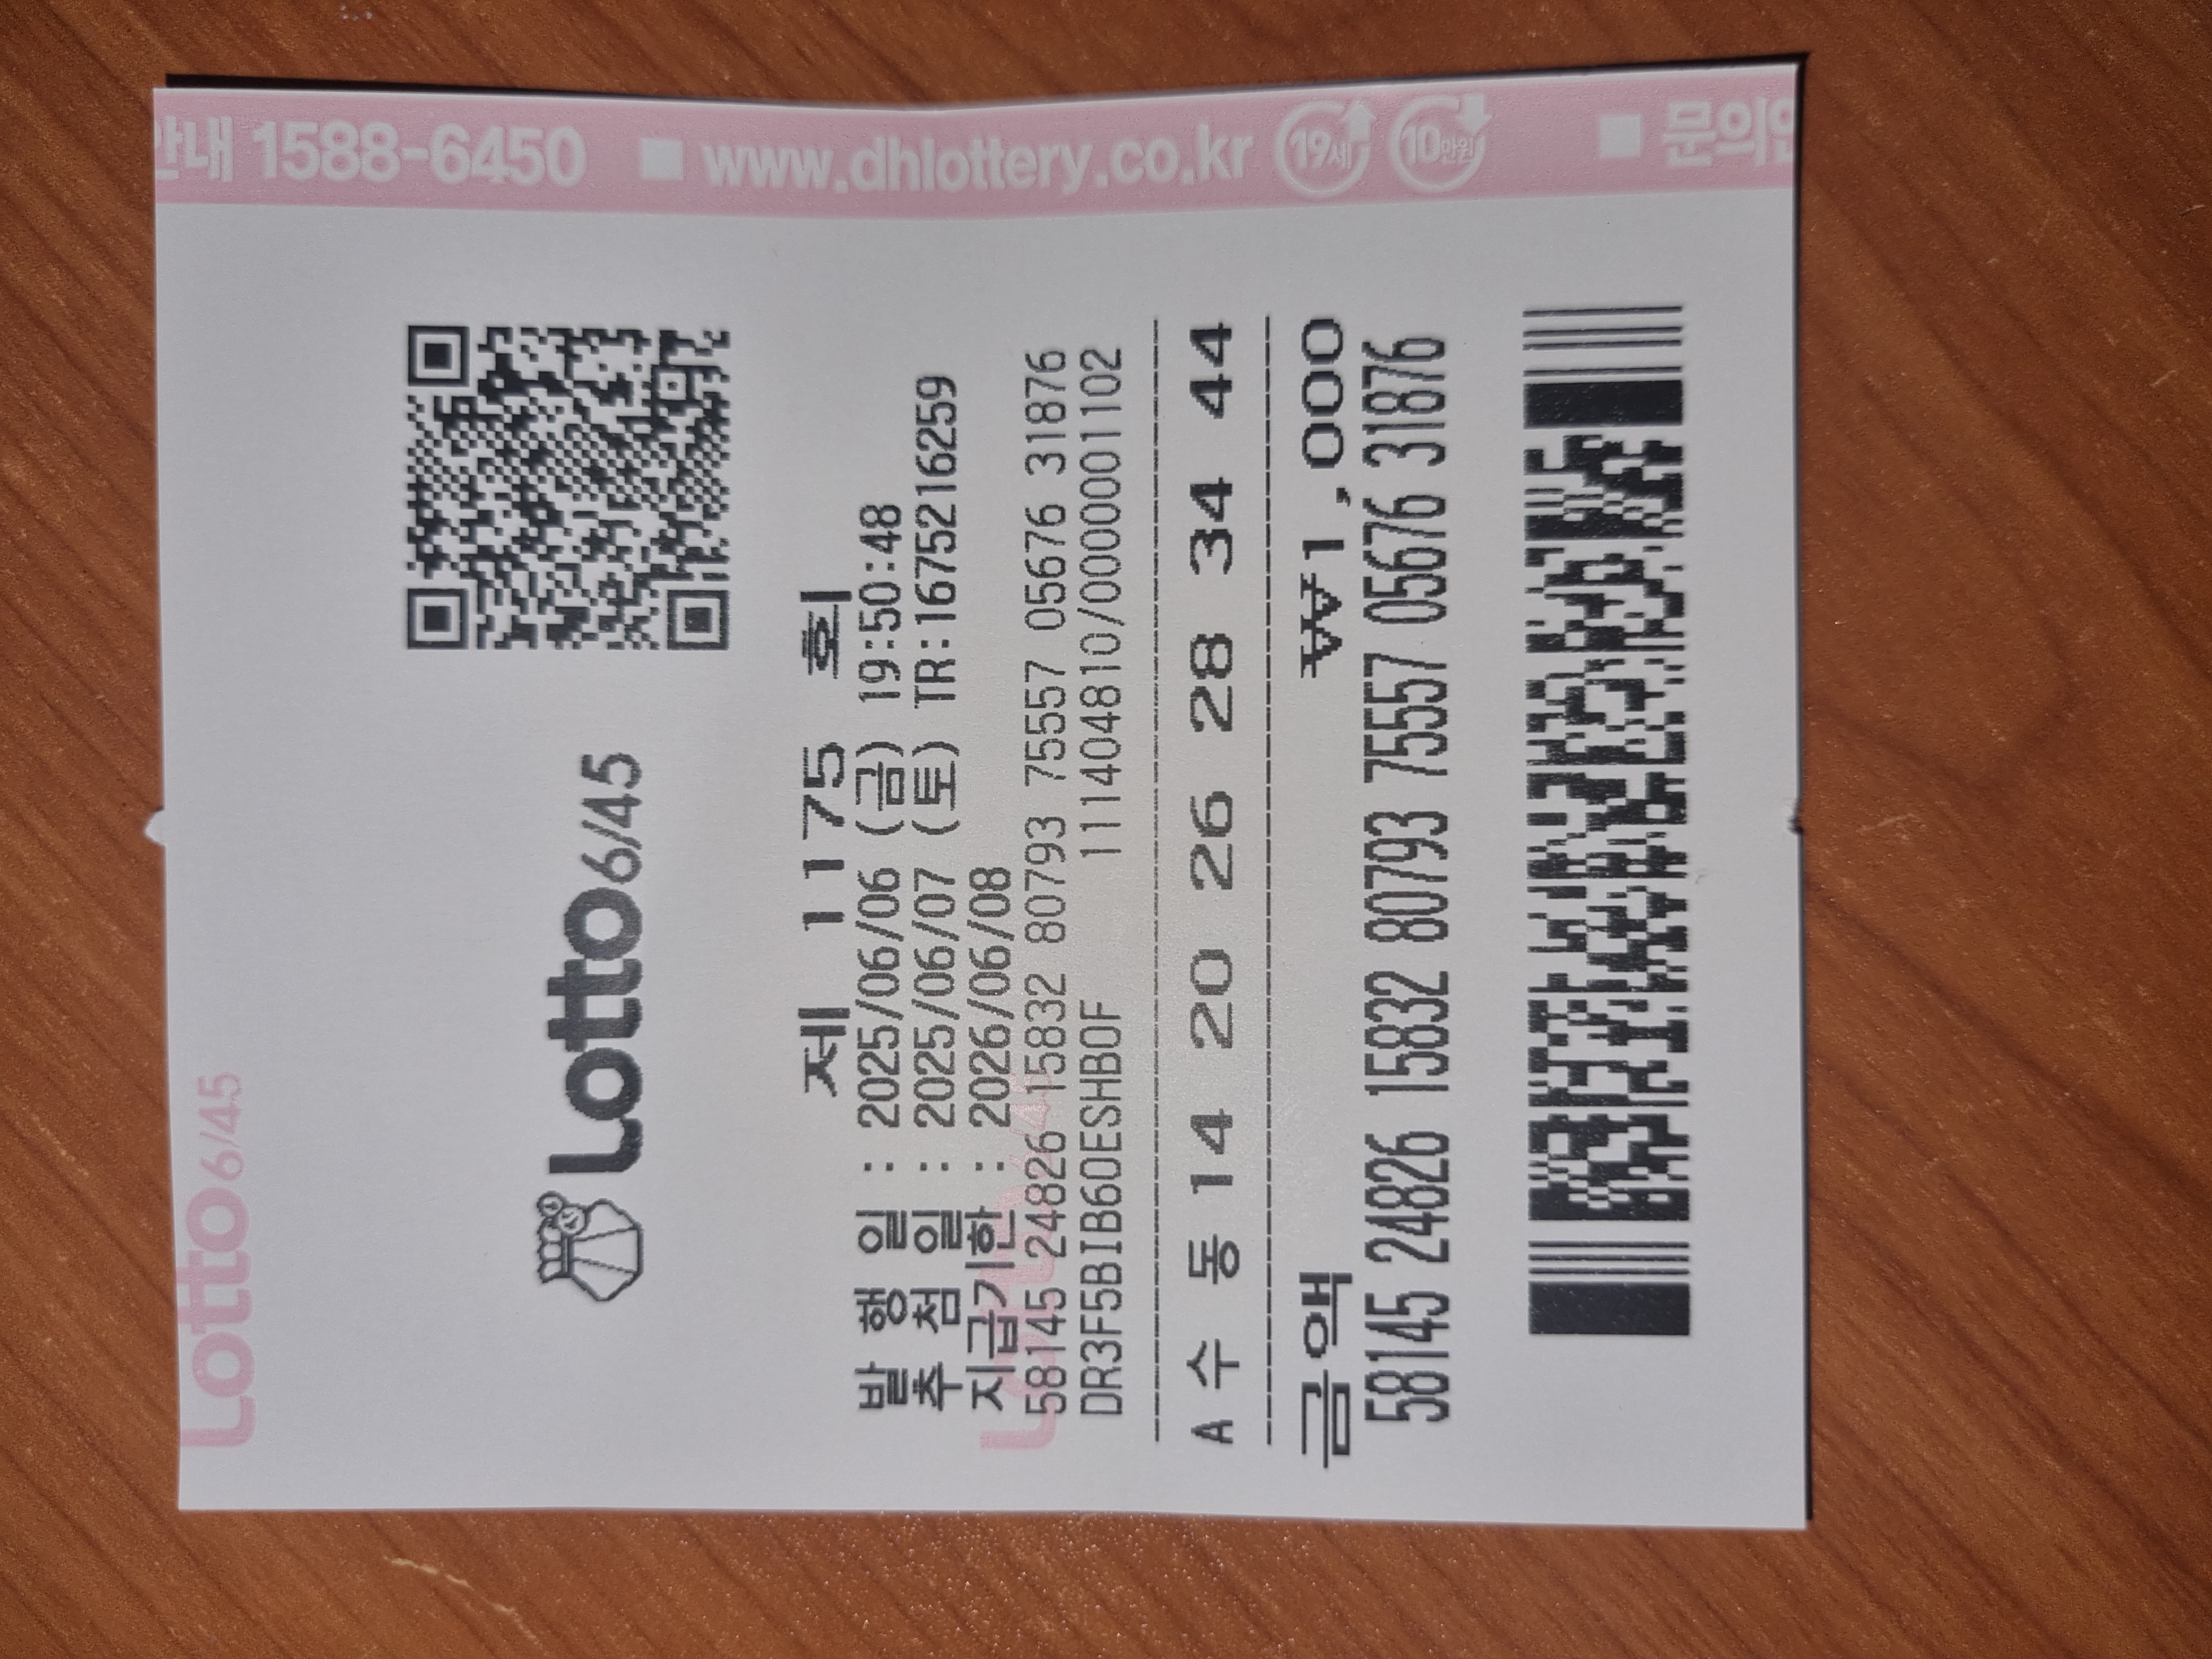 안내 1588-6450 ■ www.dhlottery.co.kr 19세 10만원 ■ 문의안
Lotto6/45
Lotto6/45
제 1175 회
발 행 일 : 2025/06/06 (금) 19:50:48
추 첨 일 : 2025/06/07 (토) TR:1675216259
지급기한 : 2026/06/08
58145 24826 15832 80793 75557 05676 31876
DR3F5BIB60ESHB0F 111404810/0000001102
A 수 동 14 20 26 28 34 44
금액 ₩1,000
58145 24826 15832 80793 75557 05676 31876